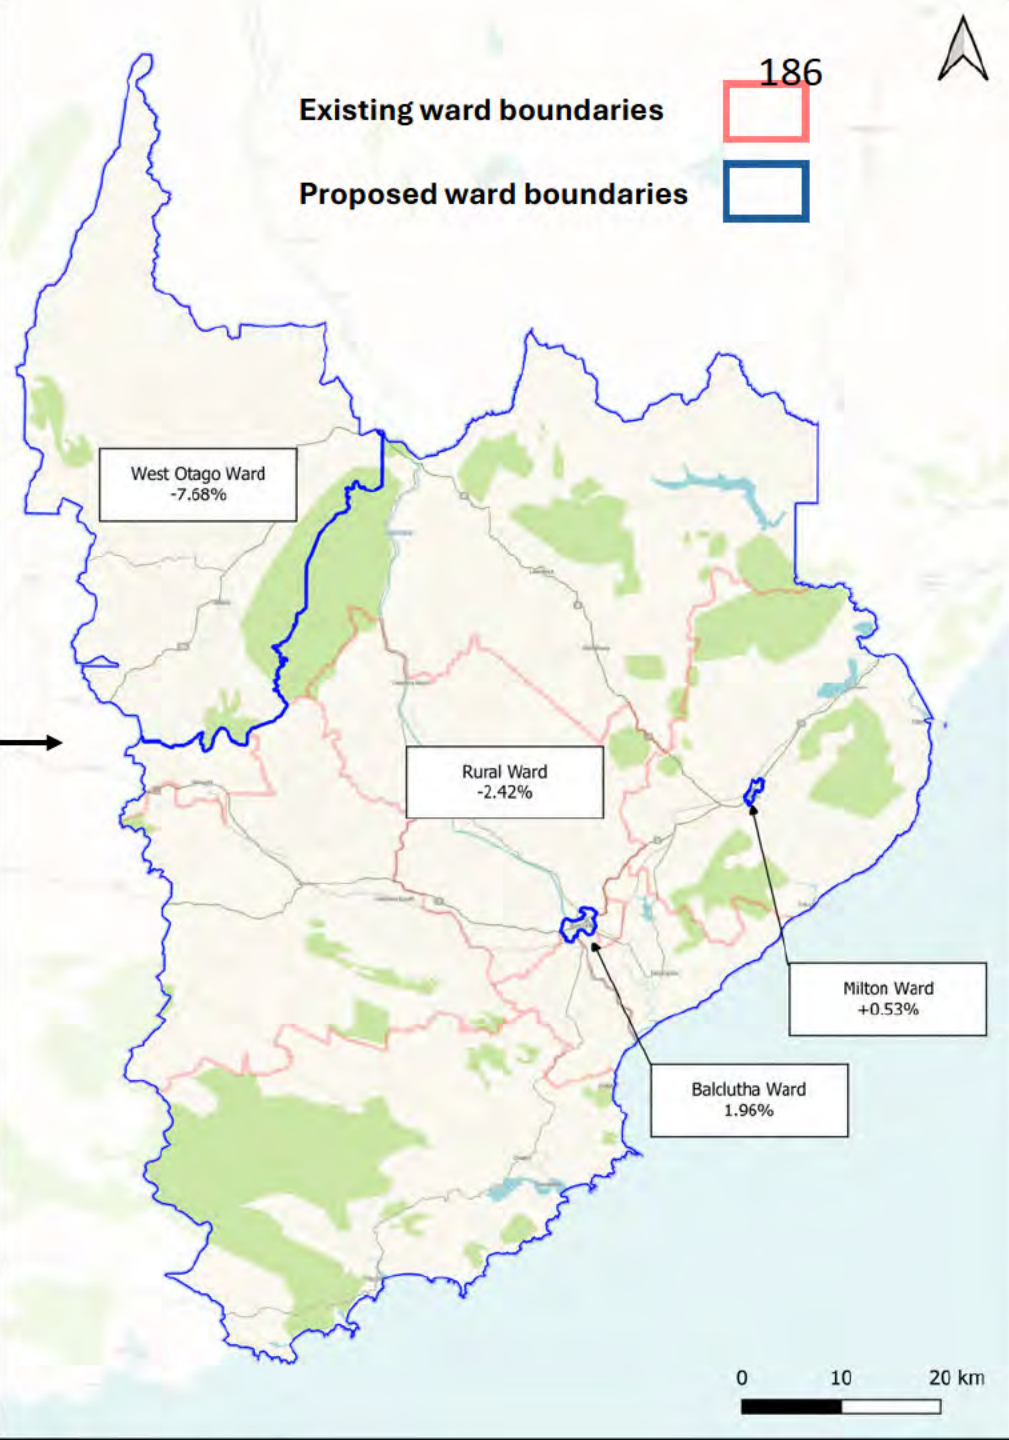 186
Existing ward boundaries
Proposed ward boundaries
West Otago Ward
-7.68%
Rural Ward
-2.42%
Milton Ward
+0.53%
Balclutha Ward
1.96%
0 10 20 km